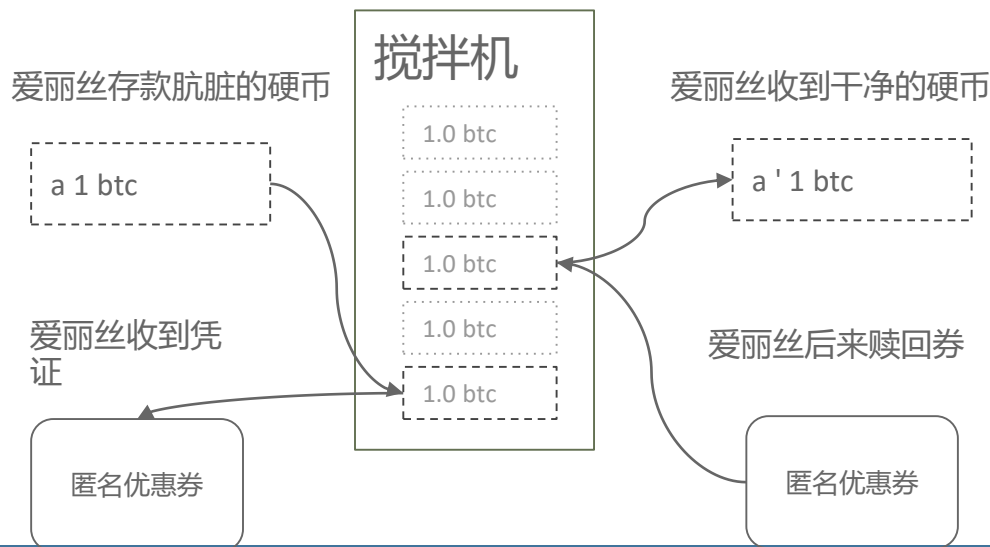 搅拌机
爱丽丝存款肮脏的硬币
爱丽丝收到干净的硬币
1.0 btc
a 1 btc
a ' 1 btc
1.0 btc
1.0 btc
1.0 btc
1.0 btc
爱丽丝收到凭
证
爱丽丝后来赎回券
匿名优惠券
匿名优惠券